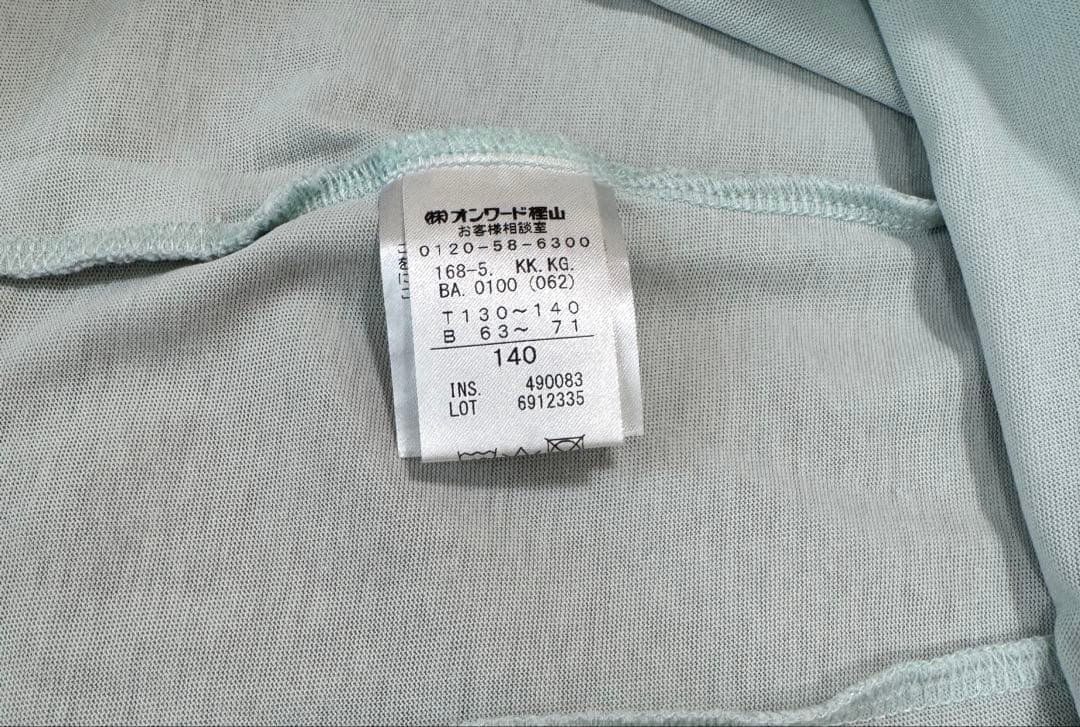 (株)オンワード樫山
お客様相談室
0120-58-6300
168-5. KK.KG.
BA. 0100 (062)
T130〜140
B 63〜 71
140
INS. 490083
LOT 6912335